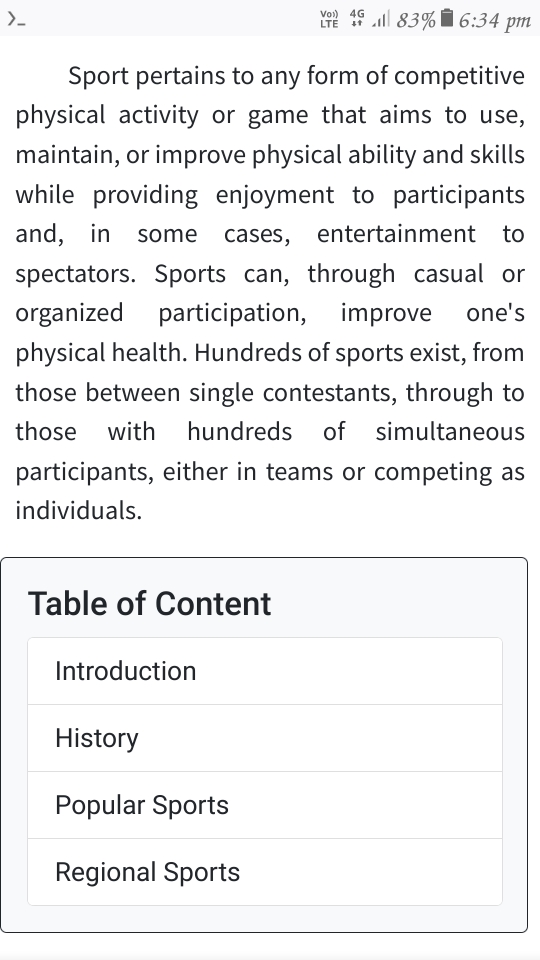 >_ Vo)) LTE 4G 83% 6:34 pm
Sport pertains to any form of competitive
physical activity or game that aims to use,
maintain, or improve physical ability and skills
while providing enjoyment to participants
and, in some cases, entertainment to
spectators. Sports can, through casual or
organized participation, improve one's
physical health. Hundreds of sports exist, from
those between single contestants, through to
those with hundreds of simultaneous
participants, either in teams or competing as
individuals.
Table of Content
Introduction
History
Popular Sports
Regional Sports